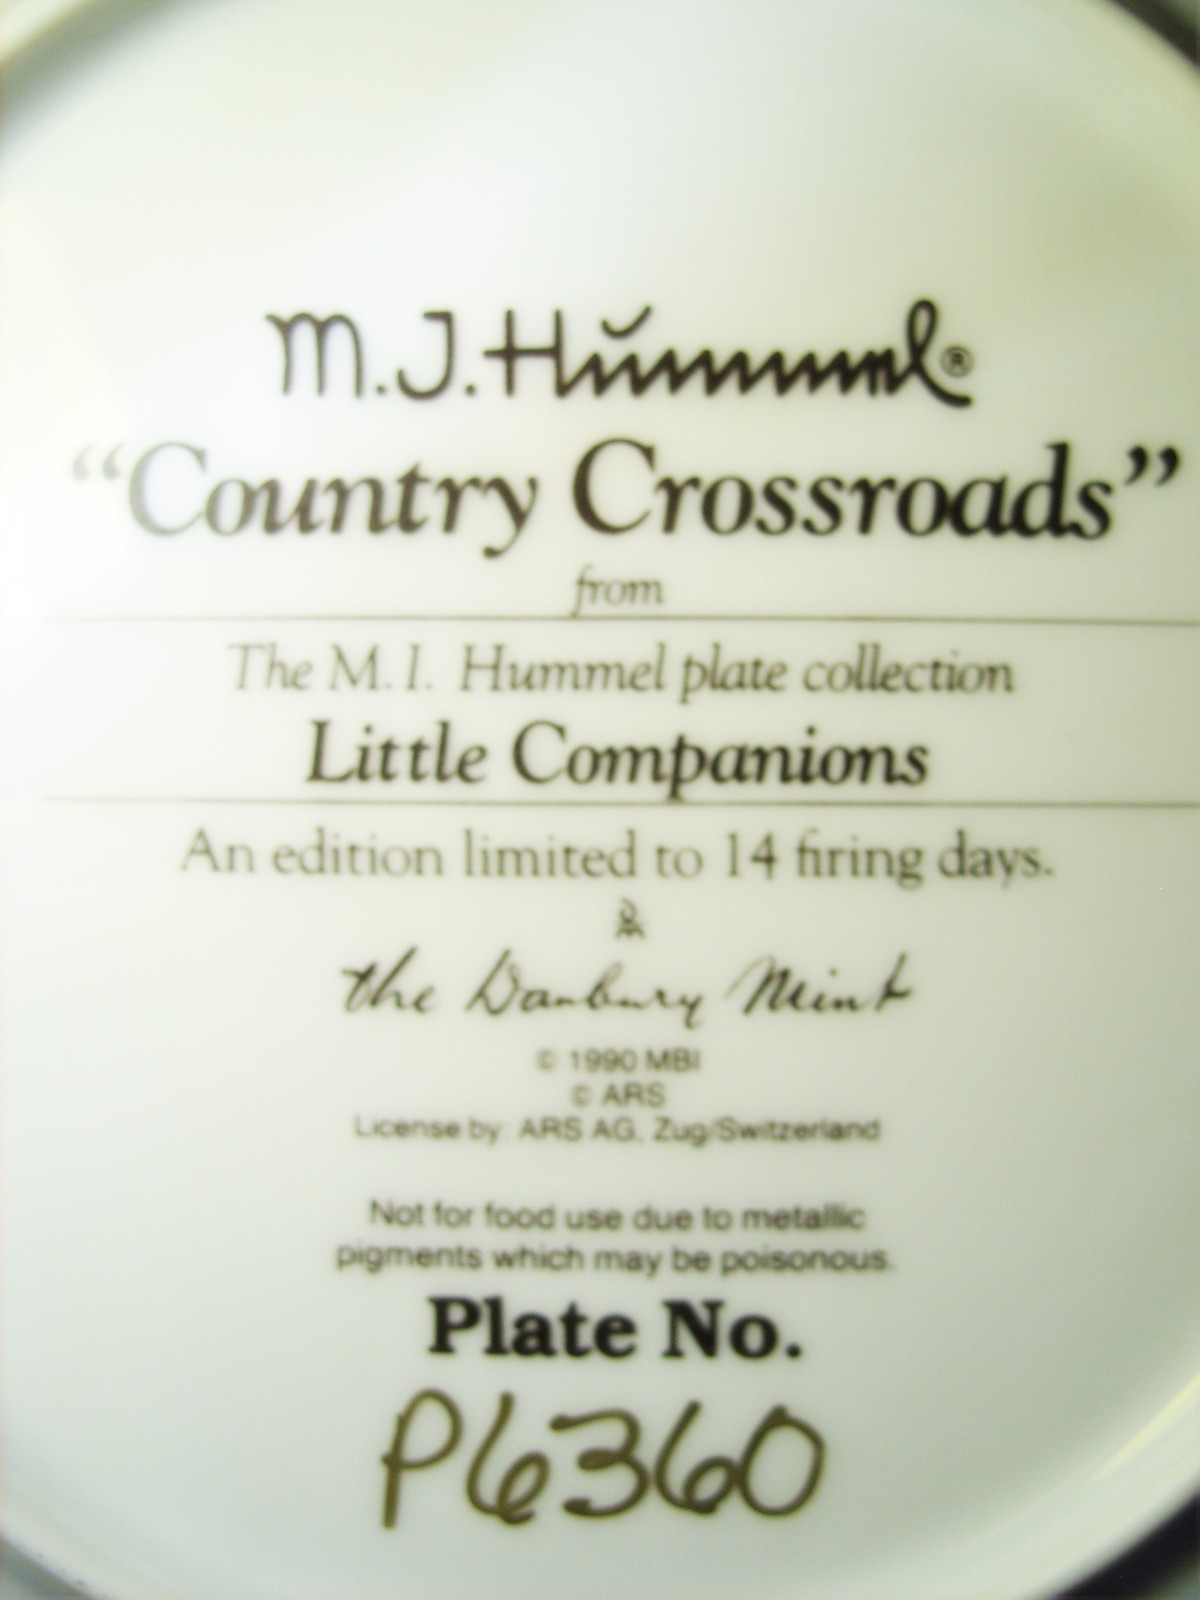 M.J. Hummel®
“Country Crossroads”
from
The M. I. Hummel plate collection
Little Companions
An edition limited to 14 firing days.
the Danbury Mint
© 1990 MBI
© ARS
License by: ARS AG, Zug/Switzerland
Not for food use due to metallic
pigments which may be poisonous.
Plate No.
P6360